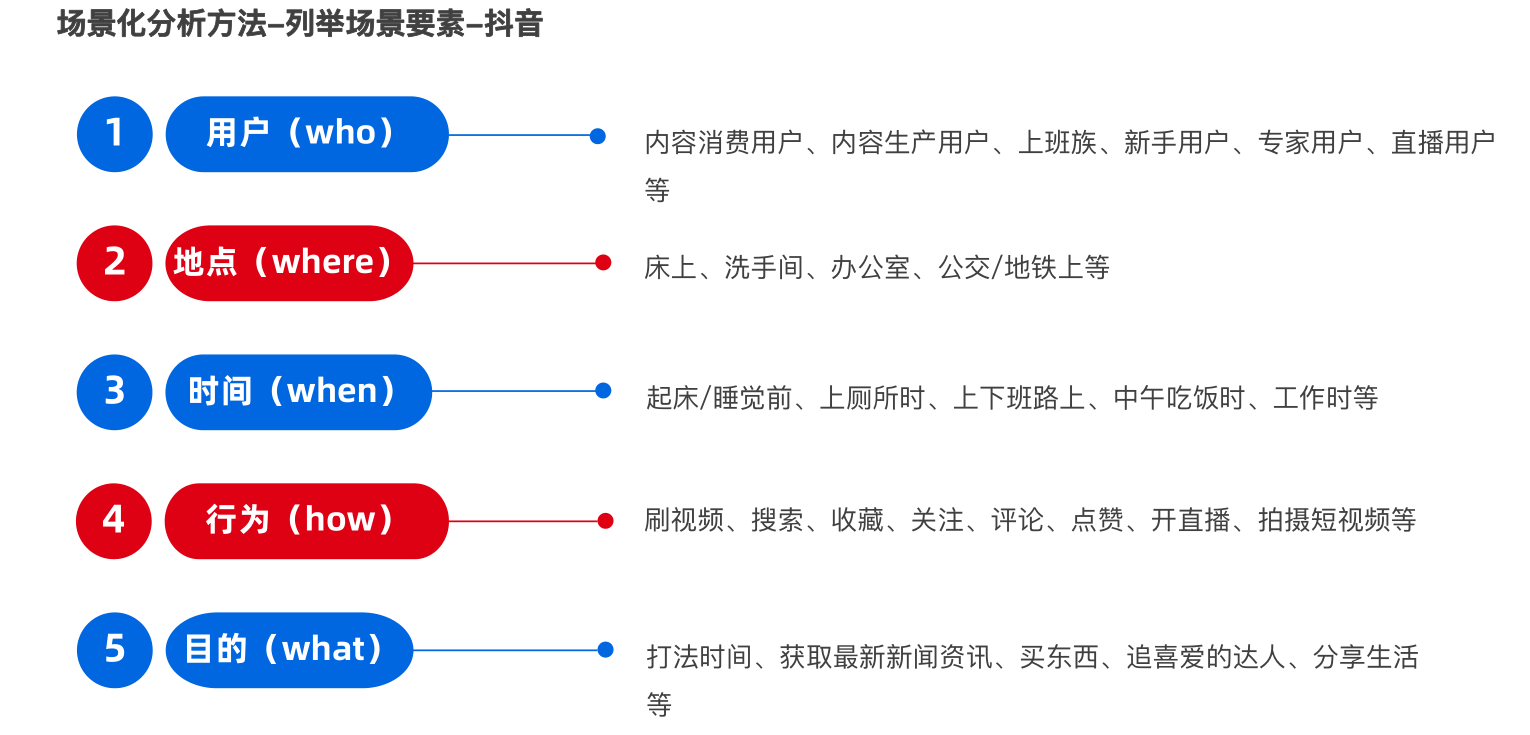 场景化分析方法–列举场景要素–抖音
1 用户（who）
内容消费用户、内容生产用户、上班族、新手用户、专家用户、直播用户
等
2 地点（where）
床上、洗手间、办公室、公交/地铁上等
3 时间（when）
起床/睡觉前、上厕所时、上下班路上、中午吃饭时、工作时等
4 行为（how）
刷视频、搜索、收藏、关注、评论、点赞、开直播、拍摄短视频等
5 目的（what）
打法时间、获取最新新闻资讯、买东西、追喜爱的达人、分享生活
等